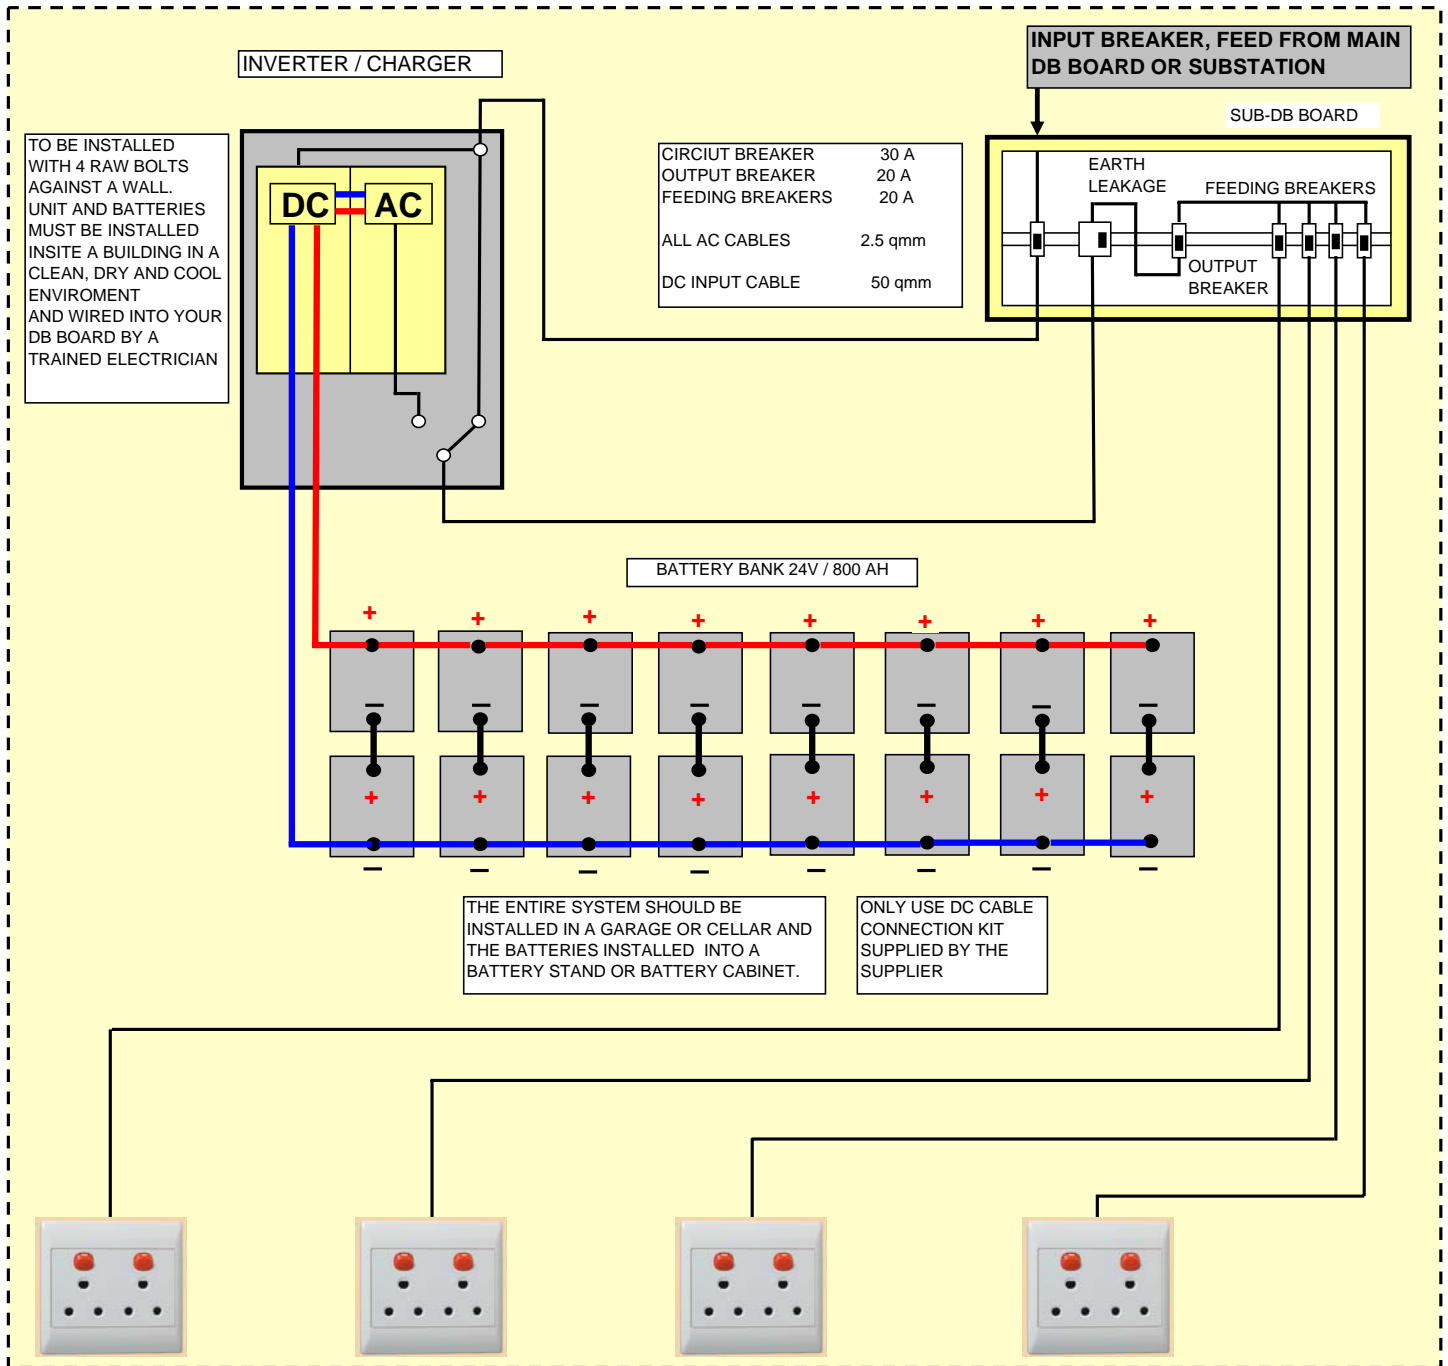 INVERTER / CHARGER
INPUT BREAKER, FEED FROM MAIN
DB BOARD OR SUBSTATION
SUB-DB BOARD
TO BE INSTALLED
WITH 4 RAW BOLTS
AGAINST A WALL.
UNIT AND BATTERIES
MUST BE INSTALLED
INSITE A BUILDING IN A
CLEAN, DRY AND COOL
ENVIROMENT
AND WIRED INTO YOUR
DB BOARD BY A
TRAINED ELECTRICIAN
DC AC
CIRCIUT BREAKER 30 A
OUTPUT BREAKER 20 A
FEEDING BREAKERS 20 A
ALL AC CABLES 2.5 qmm
DC INPUT CABLE 50 qmm
EARTH
LEAKAGE
FEEDING BREAKERS
OUTPUT
BREAKER
BATTERY BANK 24V / 800 AH
+ + + + + + + +
– – – – – – – –
+ + + + + + + +
– – – – – – – –
THE ENTIRE SYSTEM SHOULD BE
INSTALLED IN A GARAGE OR CELLAR AND
THE BATTERIES INSTALLED INTO A
BATTERY STAND OR BATTERY CABINET.
ONLY USE DC CABLE
CONNECTION KIT
SUPPLIED BY THE
SUPPLIER